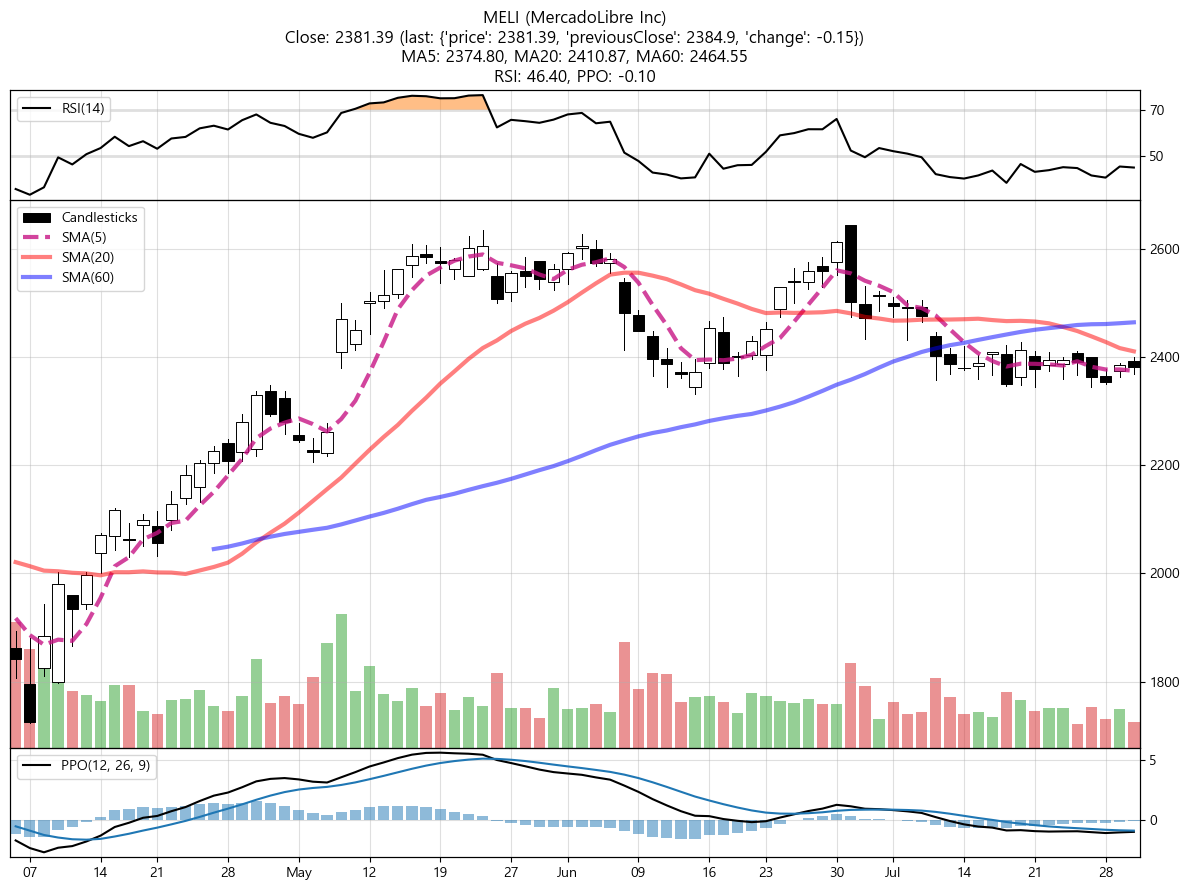 MELI (MercadoLibre Inc)
Close: 2381.39 (last: {'price': 2381.39, 'previousClose': 2384.9, 'change': -0.15})
MA5: 2374.80, MA20: 2410.87, MA60: 2464.55
RSI: 46.40, PPO: -0.10
RSI(14)
70
50
Candlesticks
SMA(5)
SMA(20)
SMA(60)
2600
2400
2200
2000
1800
PPO(12, 26, 9)
5
0
07 14 21 28 May 12 19 27 Jun 09 16 23 30 Jul 14 21 28